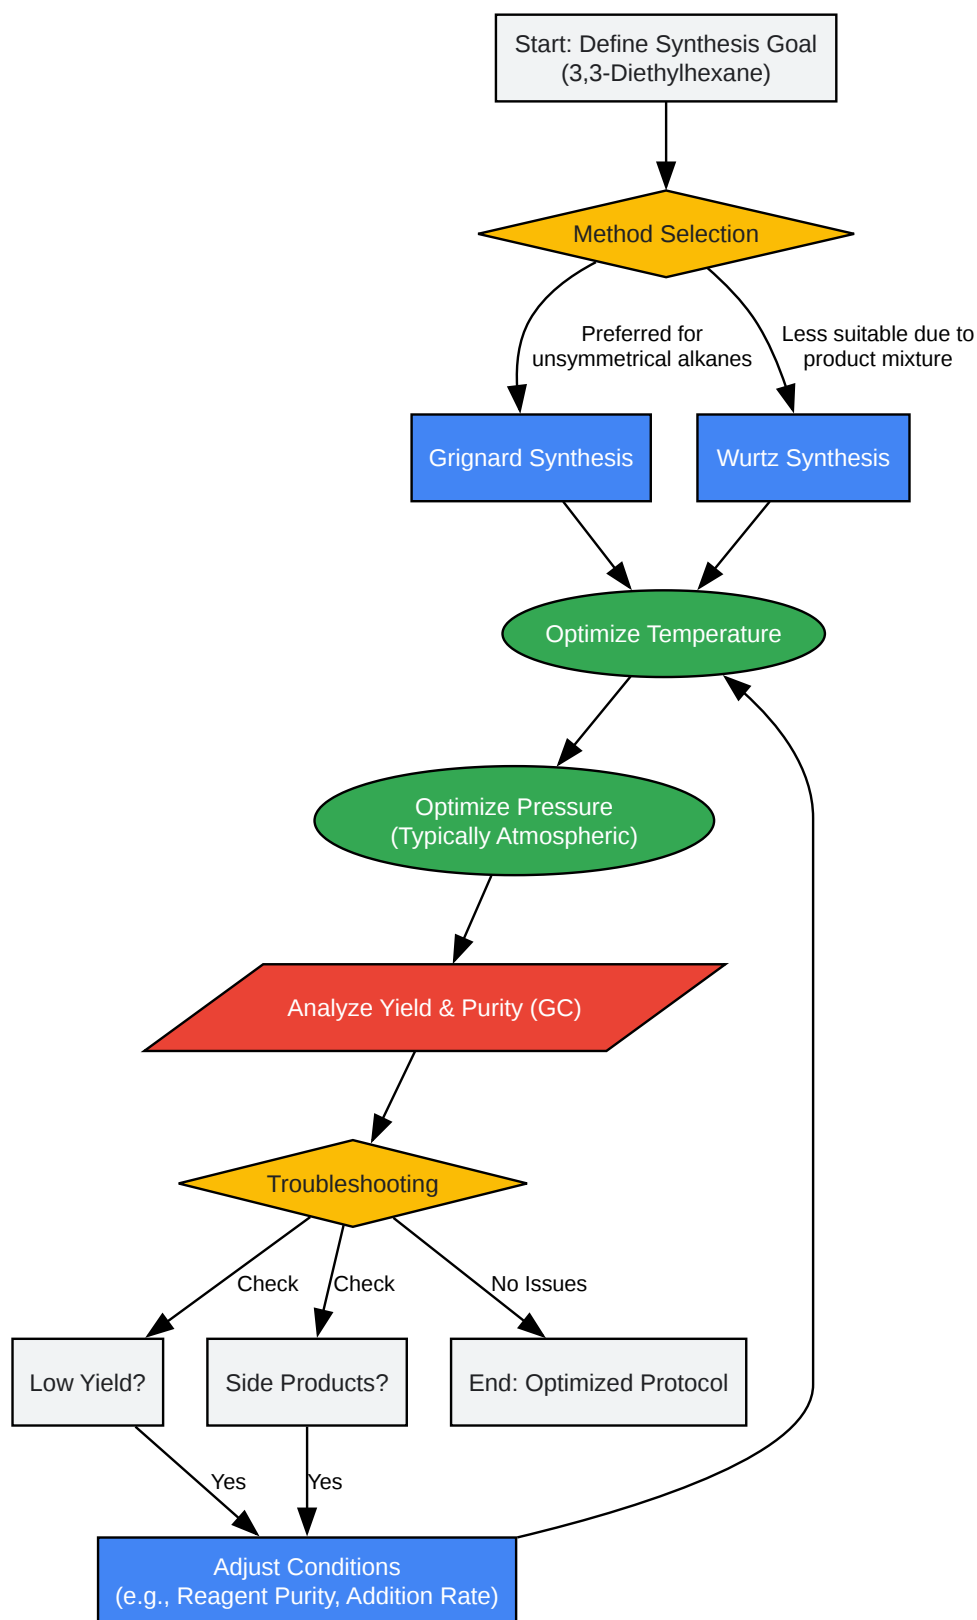 Start: Define Synthesis Goal
(3,3-Diethylhexane)
Method Selection
Preferred for
unsymmetrical alkanes
Less suitable due to
product mixture
Grignard Synthesis
Wurtz Synthesis
Optimize Temperature
Optimize Pressure
(Typically Atmospheric)
Analyze Yield & Purity (GC)
Troubleshooting
Check
Check
No Issues
Low Yield?
Side Products?
End: Optimized Protocol
Yes
Yes
Adjust Conditions
(e.g., Reagent Purity, Addition Rate)